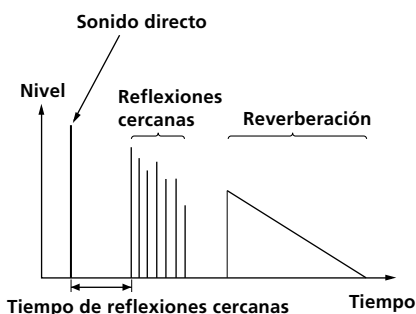 Sonido directo
Nivel
Reflexiones
cercanas
Reverberación
Tiempo de reflexiones cercanas
Tiempo